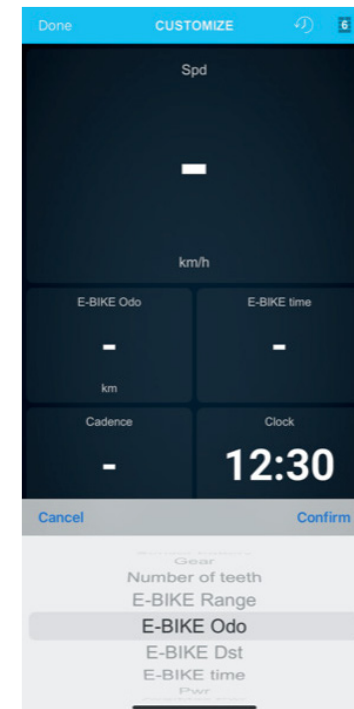 Done CUSTOMIZE 6
Spd
-
km/h
E-BIKE Odo E-BIKE time
- -
km
Cadence Clock
- 12:30
Cancel Confirm
Gear
Number of teeth
E-BIKE Range
E-BIKE Odo
E-BIKE Dst
E-BIKE time
Pwr